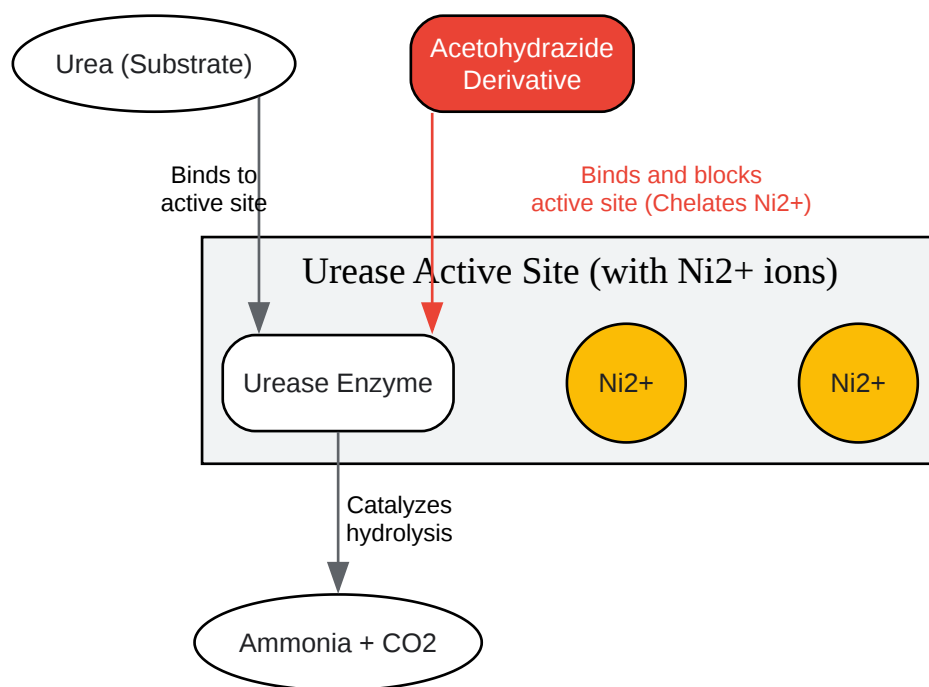 Urea (Substrate)
Acetohydrazide
Derivative
Binds to
active site
Binds and blocks
active site (Chelates Ni2+)
Urease Active Site (with Ni2+ ions)
Urease Enzyme
Ni2+
Ni2+
Catalyzes
hydrolysis
Ammonia + CO2